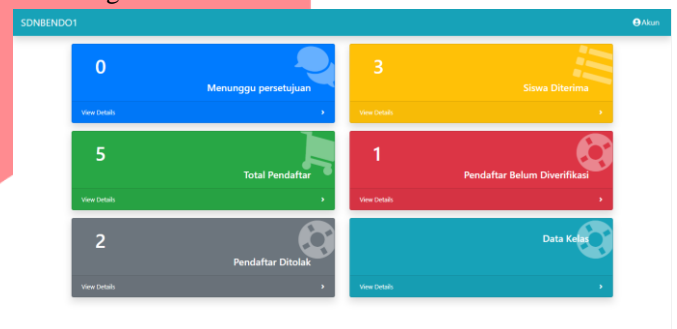 SDNBENDO1
Akun
0
Menunggu persetujuan
View Details
3
Siswa Diterima
View Details
5
Total Pendaftar
View Details
1
Pendaftar Belum Diverifikasi
View Details
2
Pendaftar Ditolak
View Details
Data Kelas
View Details